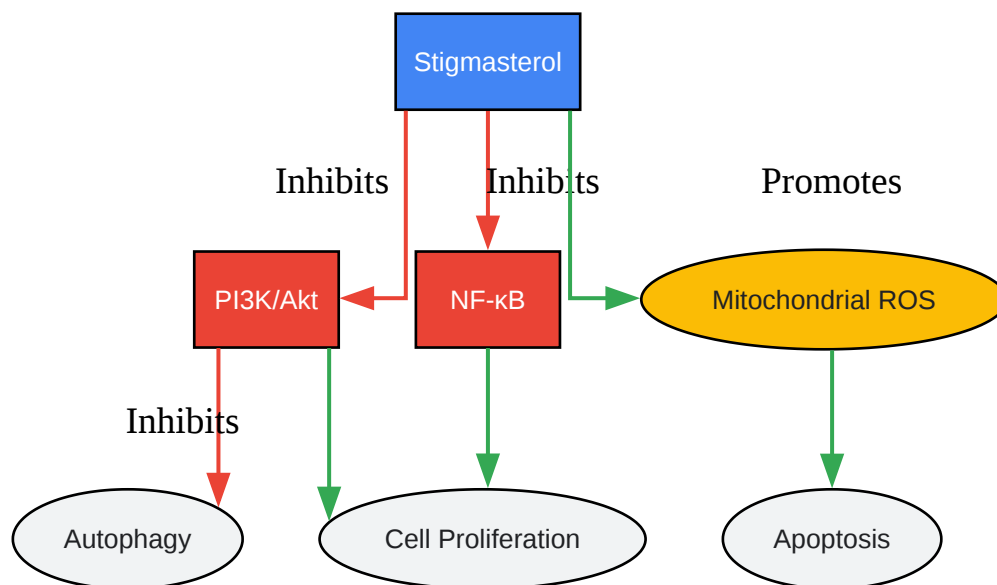 Stigmasterol
Inhibits
Inhibits
Promotes
PI3K/Akt
NF-κB
Mitochondrial ROS
Inhibits
Autophagy
Cell Proliferation
Apoptosis